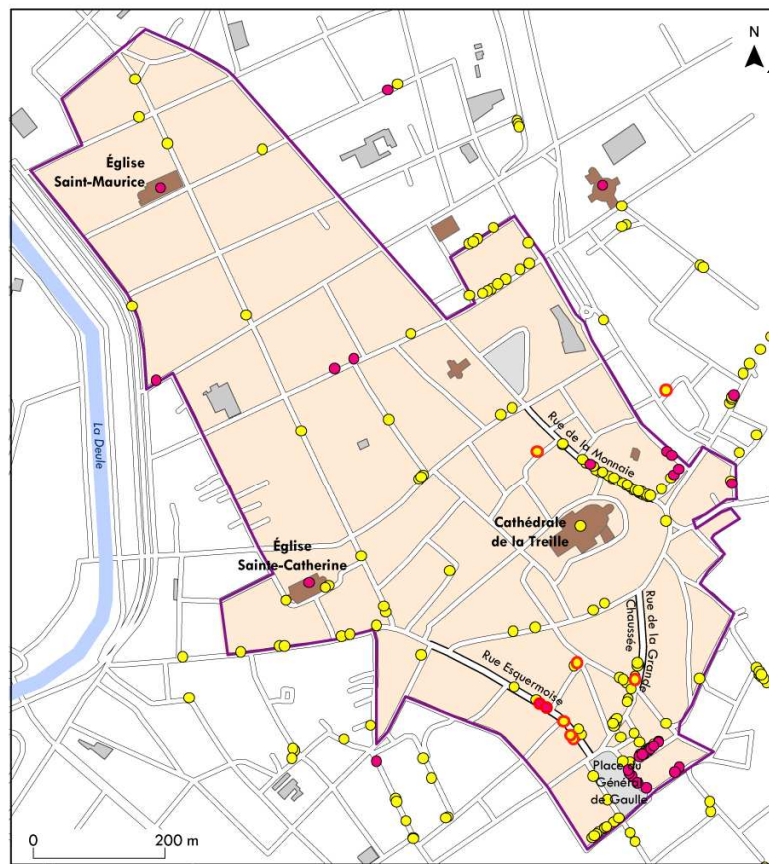 N
Église
Saint-Maurice
La Deule
Rue de la Monnaie
Cathédrale
de la Treille
Église
Sainte-Catherine
Rue de la Grande
Chaussée
Rue Esquermoise
Place du
Général
de Gaulle
0
200 m